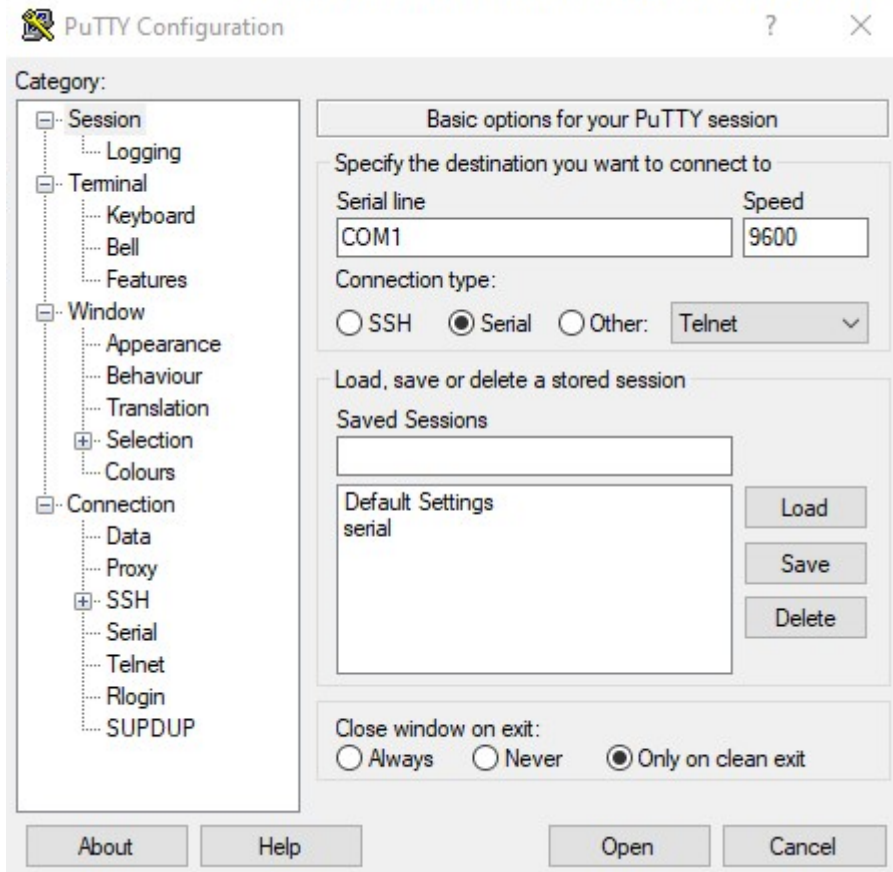 PuTTY Configuration
?
Category:
Session
Logging
Terminal
Keyboard
Bell
Features
Window
Appearance
Behaviour
Translation
Selection
Colours
Connection
Data
Proxy
SSH
Serial
Telnet
Rlogin
SUPDUP
Basic options for your PuTTY session
Specify the destination you want to connect to
Serial line Speed
COM1 9600
Connection type:
SSH Serial Other: Telnet
Load, save or delete a stored session
Saved Sessions
Default Settings
serial
Load
Save
Delete
Close window on exit:
Always Never Only on clean exit
About Help Open Cancel